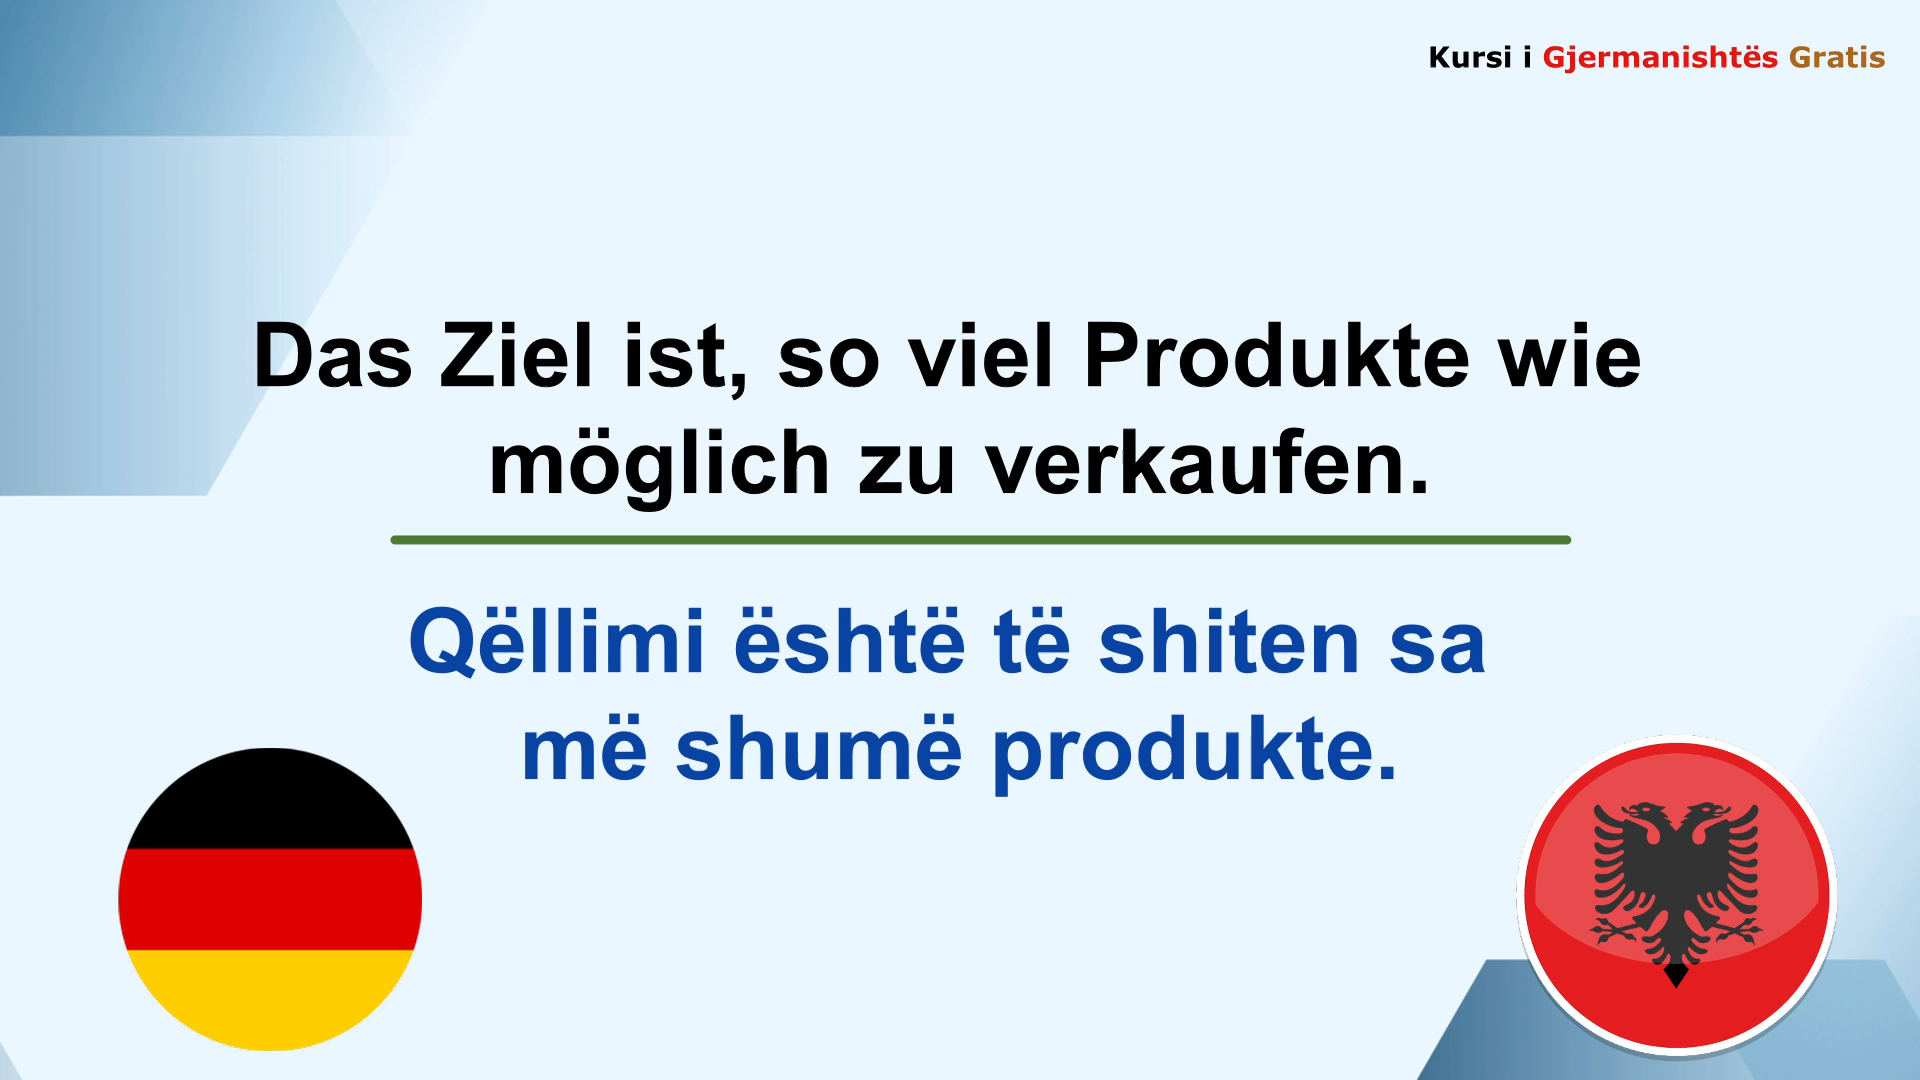 Kursi i Gjermanishtës Gratis
Das Ziel ist, so viel Produkte wie
möglich zu verkaufen.
Qëllimi është të shiten sa
më shumë produkte.